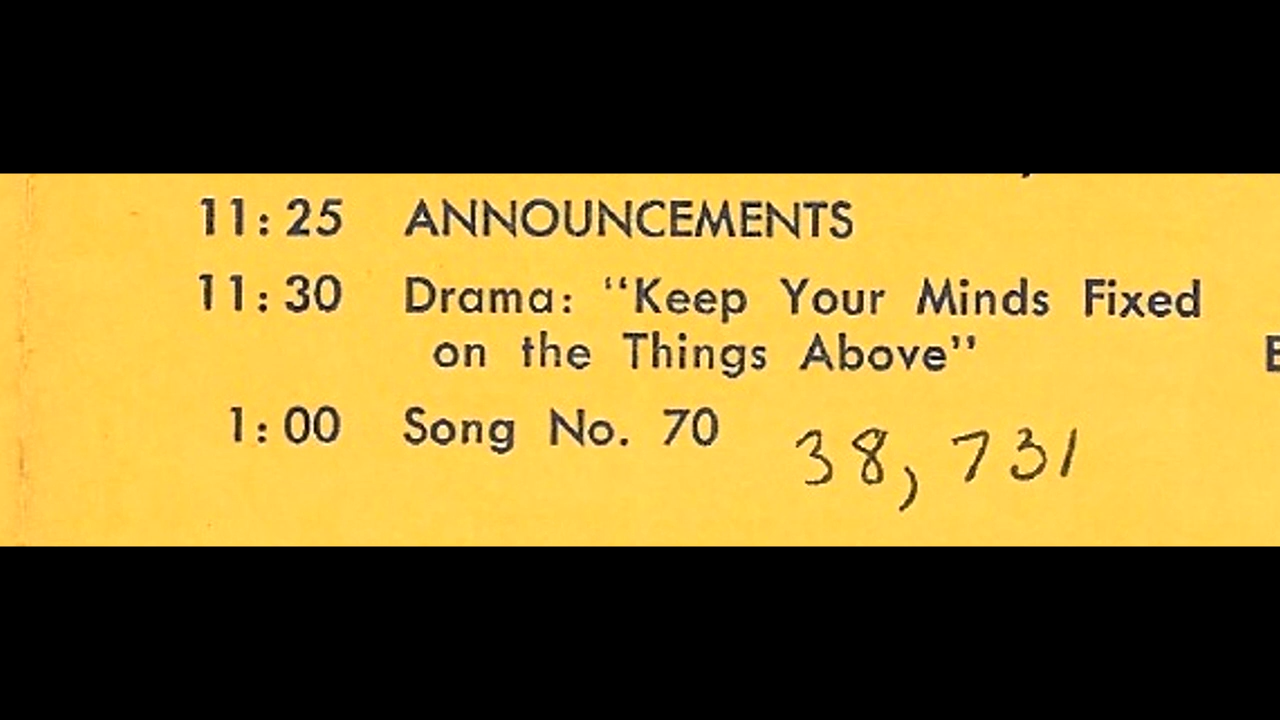 11:25 ANNOUNCEMENTS
11:30 Drama: "Keep Your Minds Fixed
on the Things Above"
1:00 Song No. 70 38,731